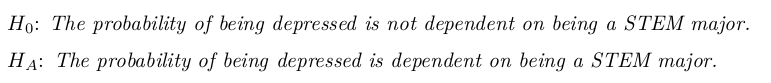 H₀: The probability of being depressed is not dependent on being a STEM major.
H_A: The probability of being depressed is dependent on being a STEM major.